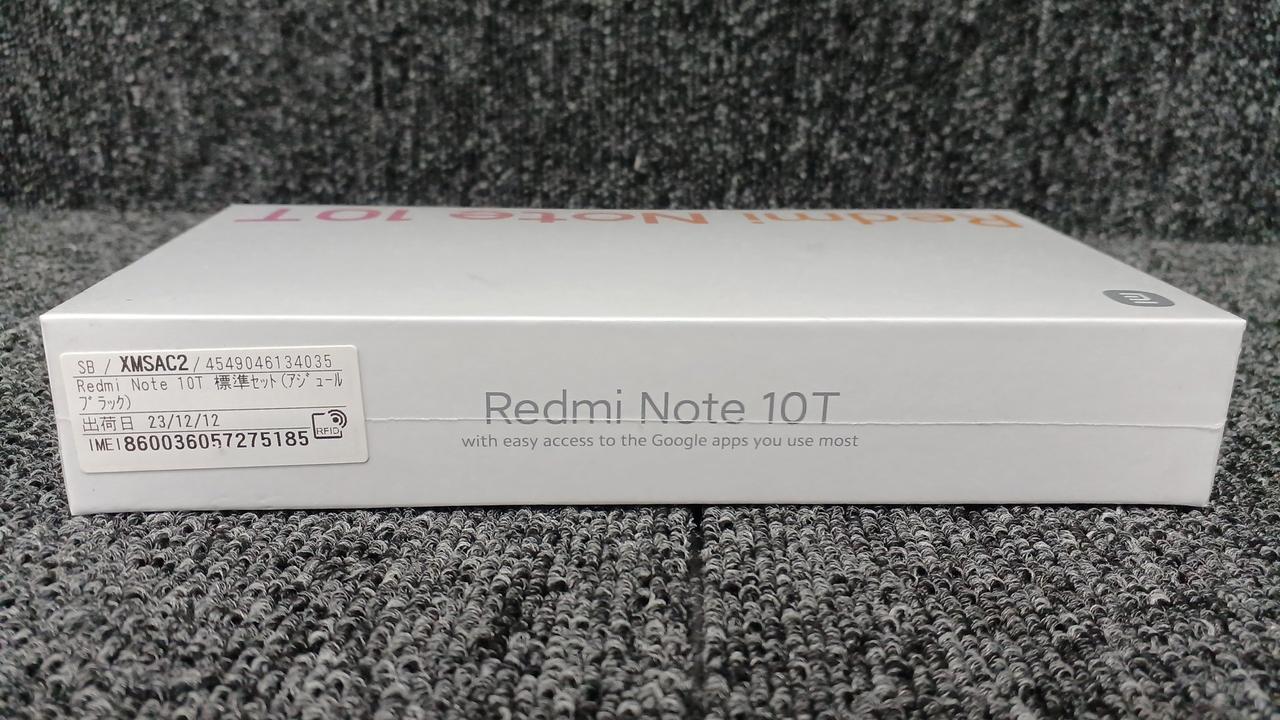 Redmi Note 10T
SB / XMSAC2 / 4549046134035
Redmi Note 10T 標準セット(アジュール
ブラック)
出荷日 23/12/12
RFID
IMEI860036057275185
Redmi Note 10T
with easy access to the Google apps you use most